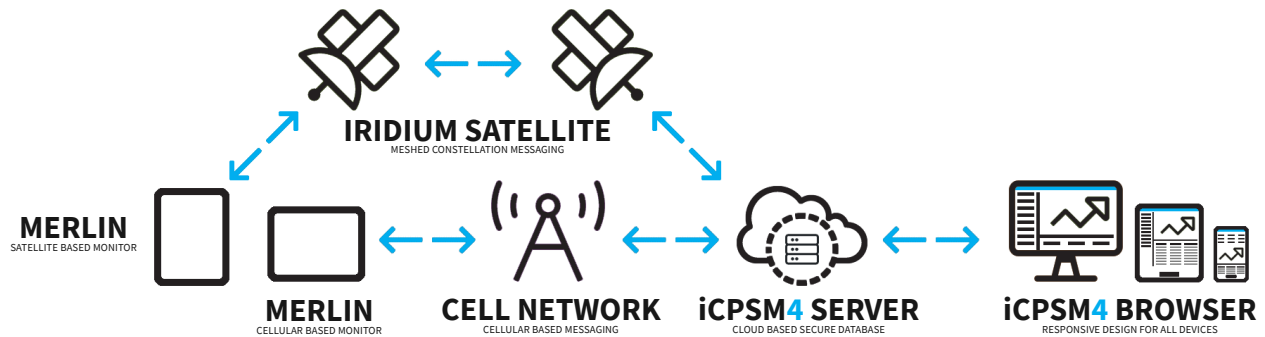 IRIDIUM SATELLITE
MESHED CONSTELLATION MESSAGING
MERLIN
SATELLITE BASED MONITOR
MERLIN
CELLULAR BASED MONITOR
CELL NETWORK
CELLULAR BASED MESSAGING
iCPSM4 SERVER
CLOUD BASED SECURE DATABASE
iCPSM4 BROWSER
RESPONSIVE DESIGN FOR ALL DEVICES